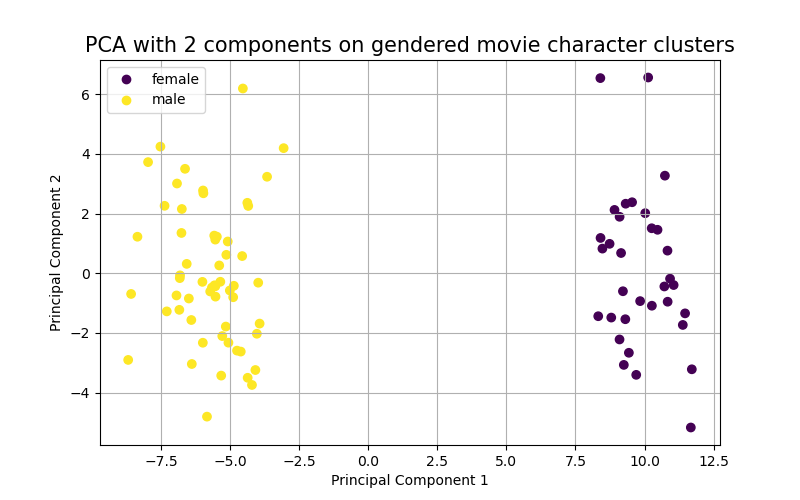 PCA with 2 components on gendered movie character clusters
female
male
6
4
2
0
−2
−4
Principal Component 2
−7.5 −5.0 −2.5 0.0 2.5 5.0 7.5 10.0 12.5
Principal Component 1